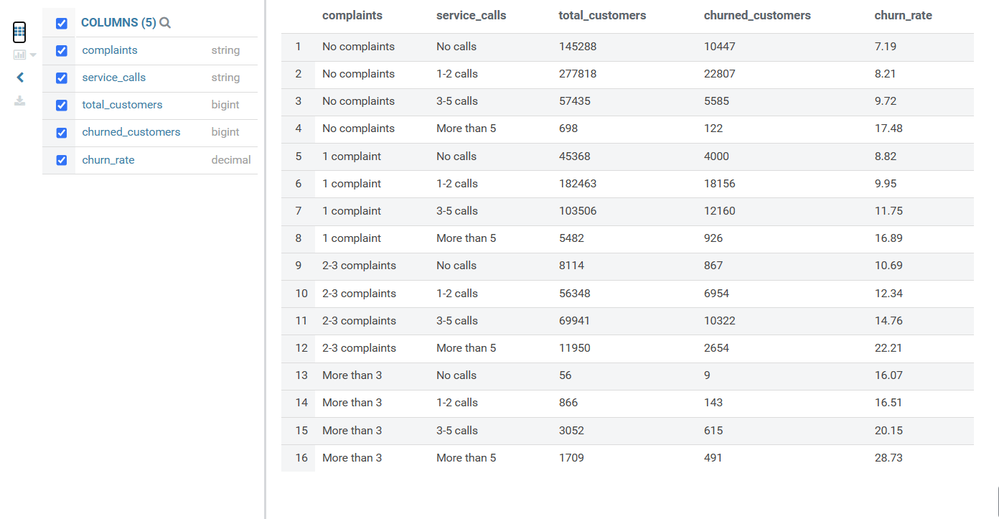 COLUMNS (5)
complaints string
service_calls string
total_customers bigint
churned_customers bigint
churn_rate decimal
complaints service_calls total_customers churned_customers churn_rate
1 No complaints No calls 145288 10447 7.19
2 No complaints 1-2 calls 277818 22807 8.21
3 No complaints 3-5 calls 57435 5585 9.72
4 No complaints More than 5 698 122 17.48
5 1 complaint No calls 45368 4000 8.82
6 1 complaint 1-2 calls 182463 18156 9.95
7 1 complaint 3-5 calls 103506 12160 11.75
8 1 complaint More than 5 5482 926 16.89
9 2-3 complaints No calls 8114 867 10.69
10 2-3 complaints 1-2 calls 56348 6954 12.34
11 2-3 complaints 3-5 calls 69941 10322 14.76
12 2-3 complaints More than 5 11950 2654 22.21
13 More than 3 No calls 56 9 16.07
14 More than 3 1-2 calls 866 143 16.51
15 More than 3 3-5 calls 3052 615 20.15
16 More than 3 More than 5 1709 491 28.73